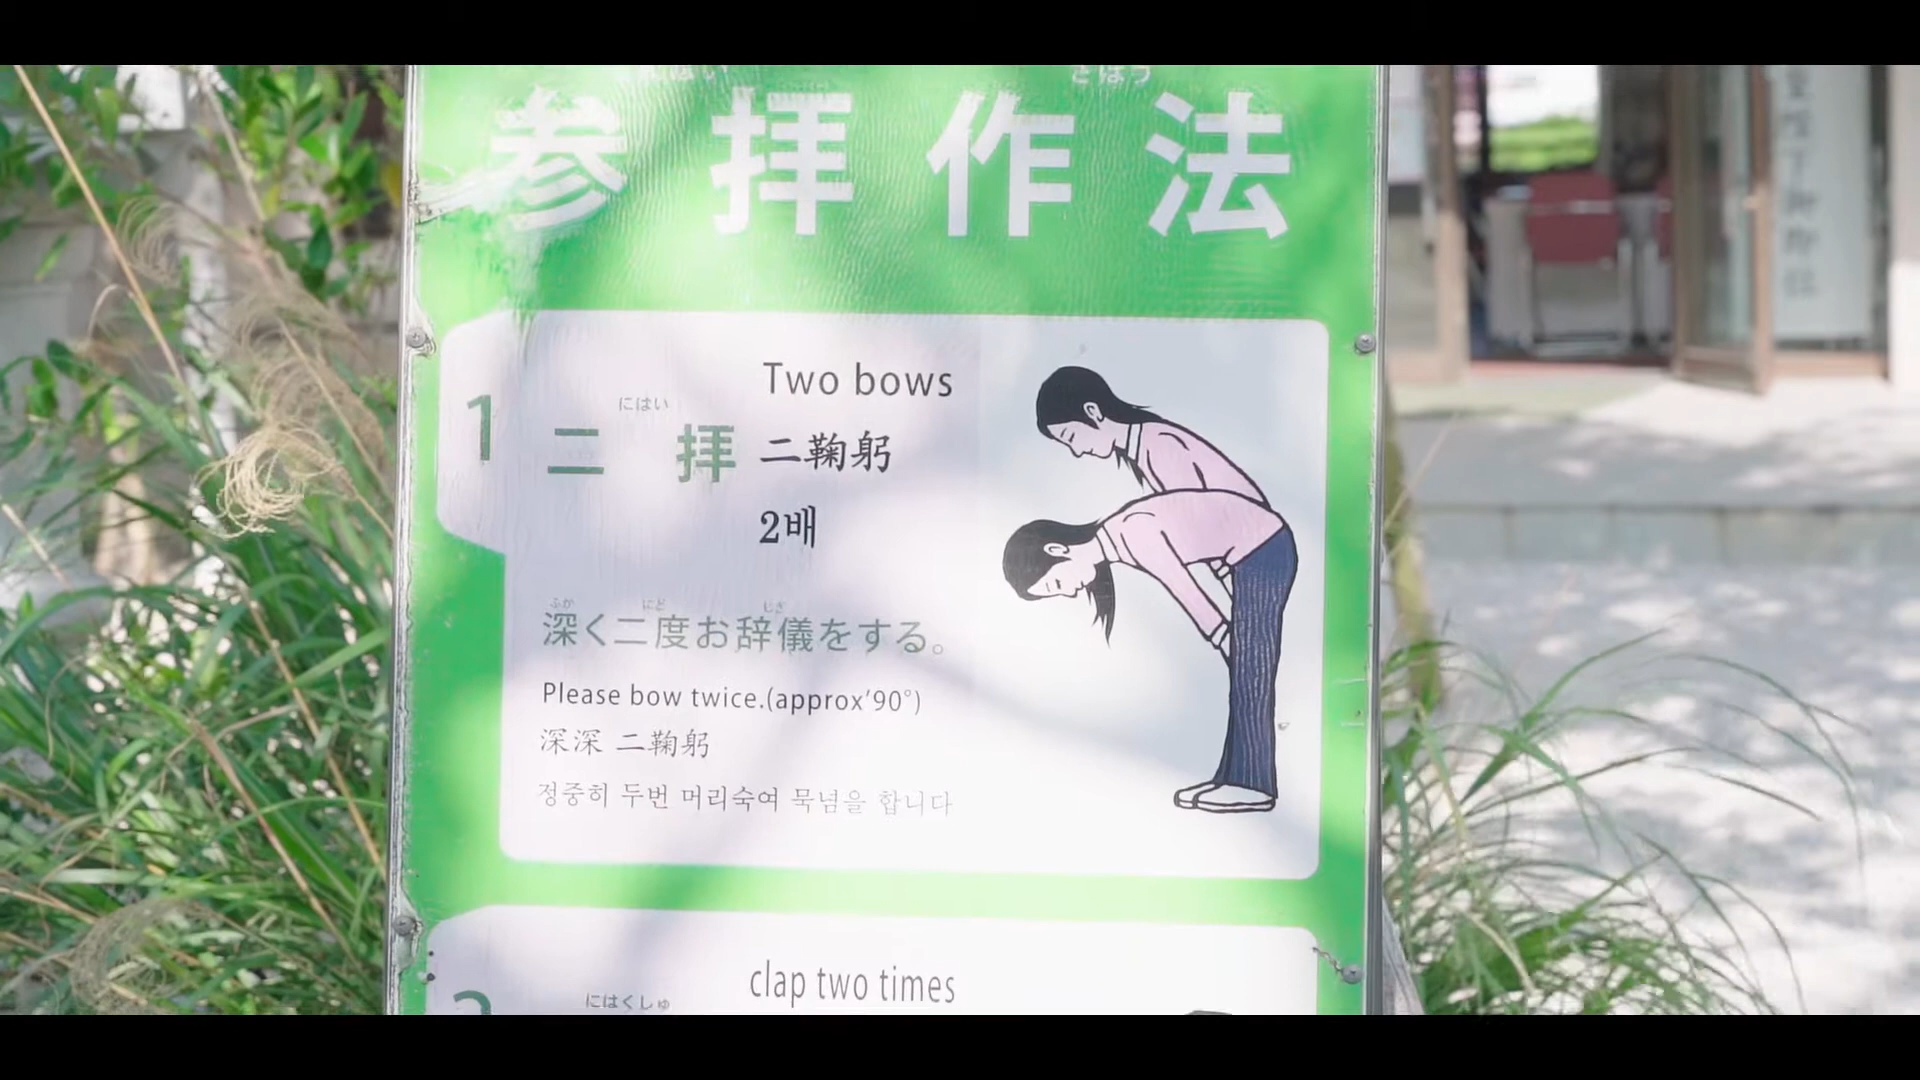 参拝作法
1
にはい
二拝
Two bows
二鞠躬
2배
ふか にど じぎ
深く二度お辞儀をする。
Please bow twice.(approx'90°)
深深 二鞠躬
정중히 두번 머리숙여 묵념을 합니다
clap two times
にはくしゅ